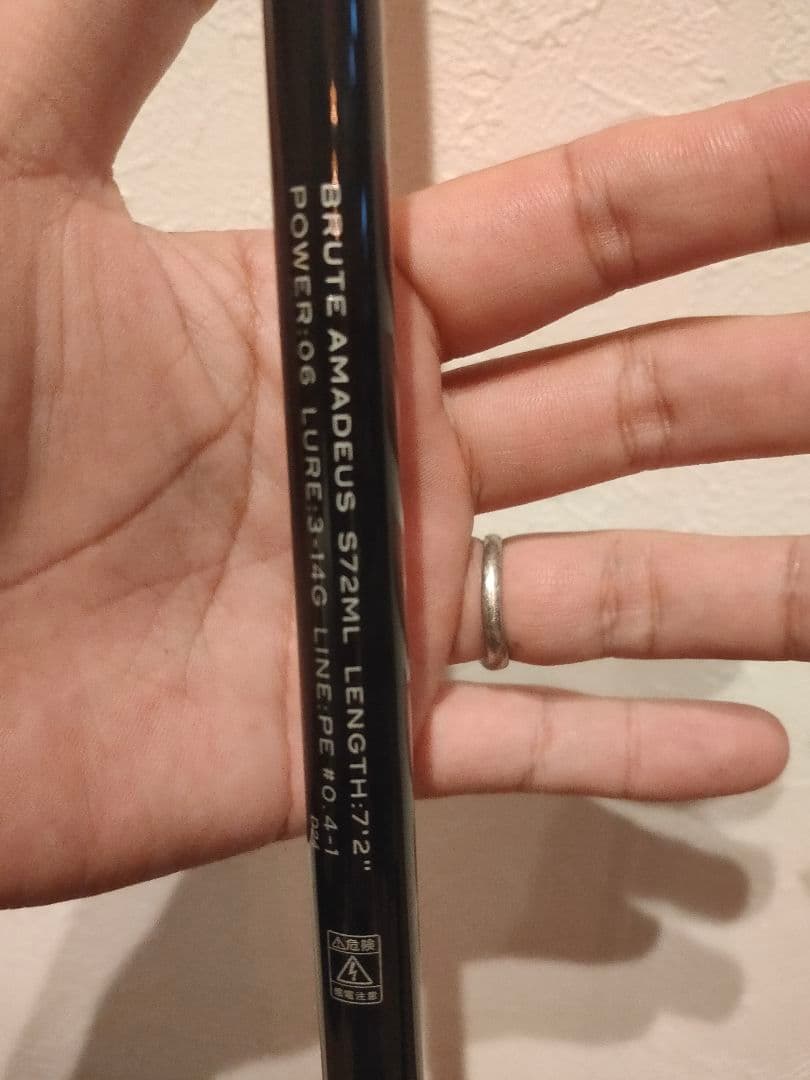 BRUTE AMADEUS S72ML LENGTH:7'2"
POWER:06 LURE:3-14G LINE:PE #0.4-1
D24
⚠危険
感電注意